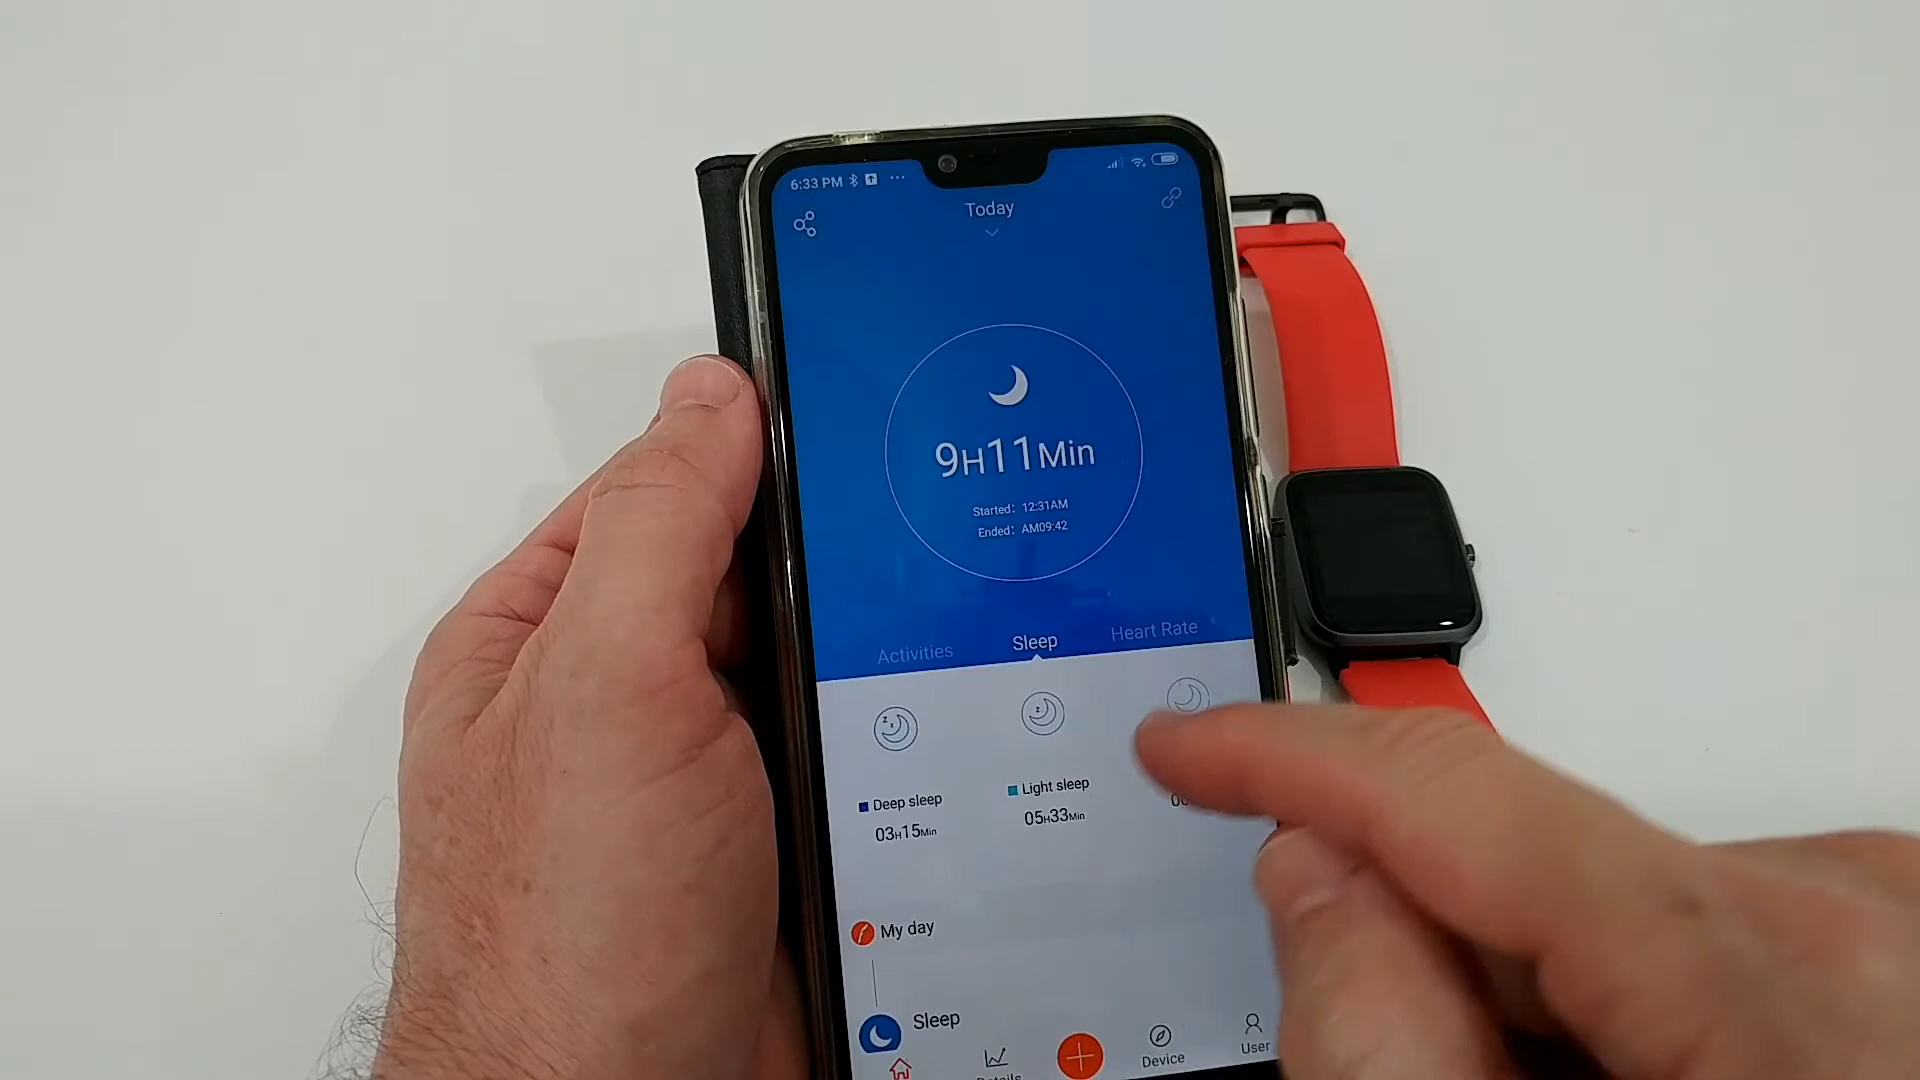 6:33 PM
Today
9H11Min
Started: 12:31AM
Ended: AM09:42
Activities
Sleep
Heart Rate
Deep sleep
Light sleep
03H15Min
05H33Min
My day
Sleep
Details
Device
User